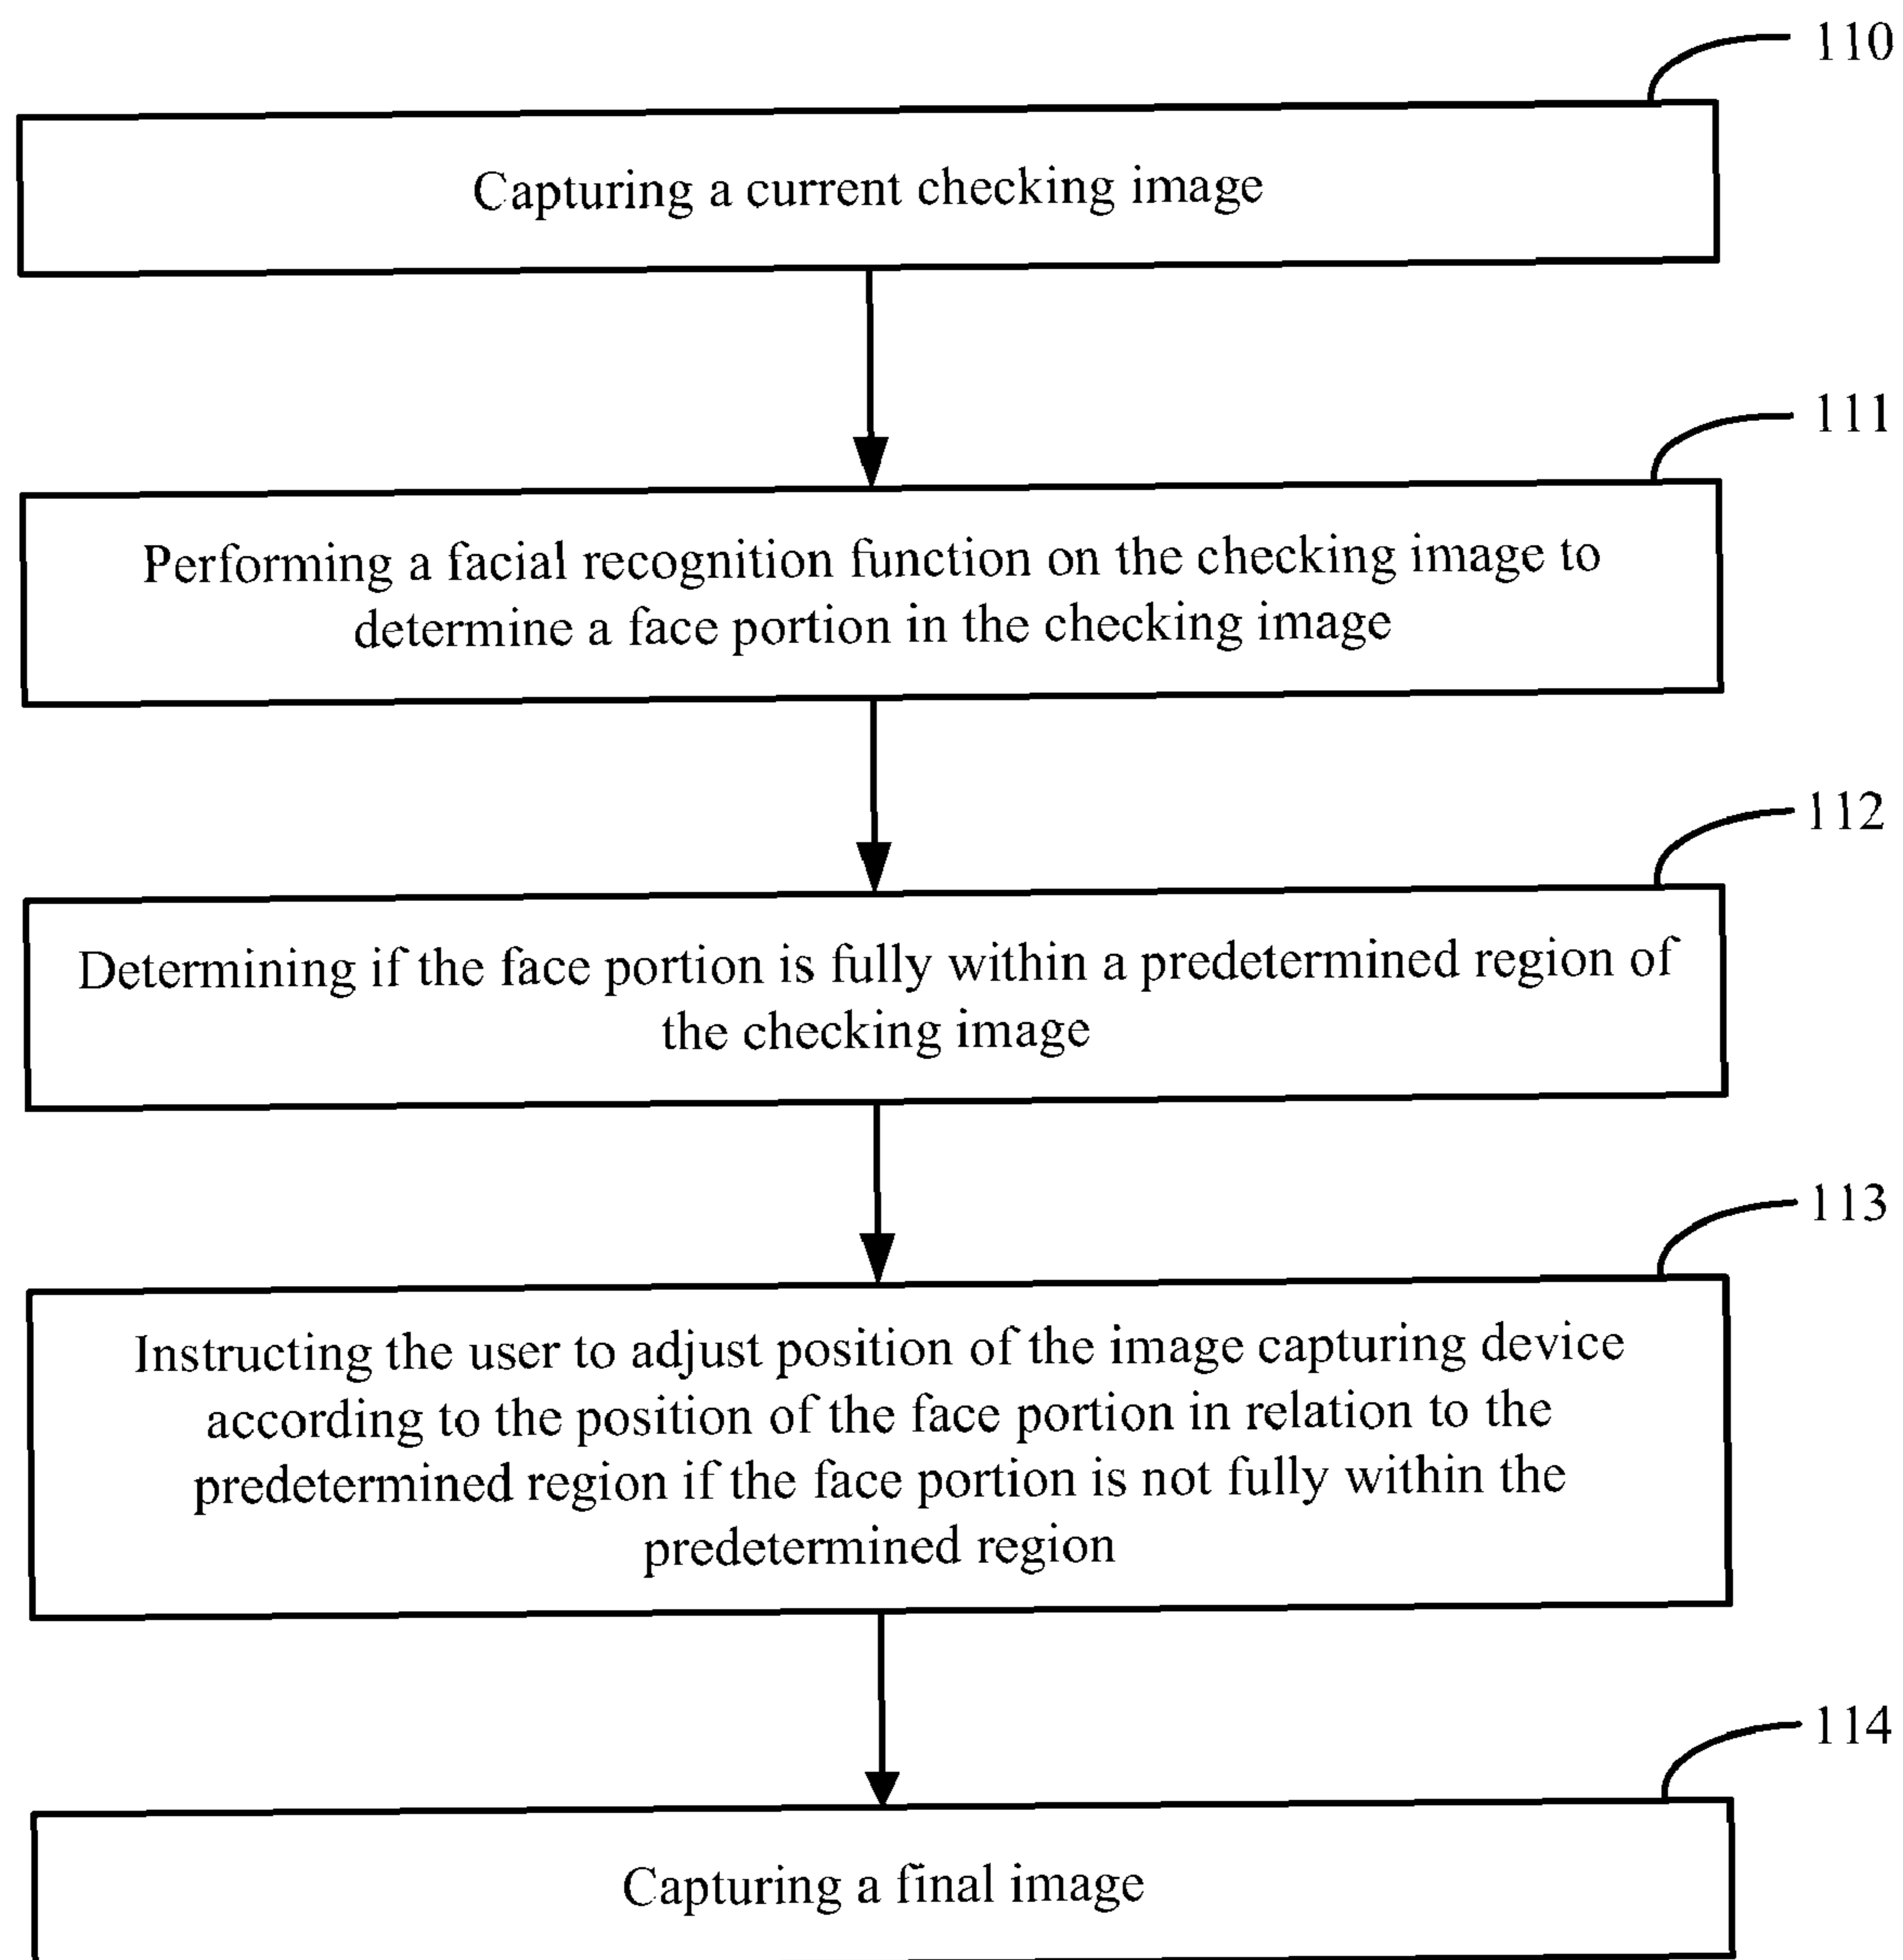 110
Capturing a current checking image
111
Performing a facial recognition function on the checking image to
determine a face portion in the checking image
112
Determining if the face portion is fully within a predetermined region of
the checking image
113
Instructing the user to adjust position of the image capturing device
according to the position of the face portion in relation to the
predetermined region if the face portion is not fully within the
predetermined region
114
Capturing a final image